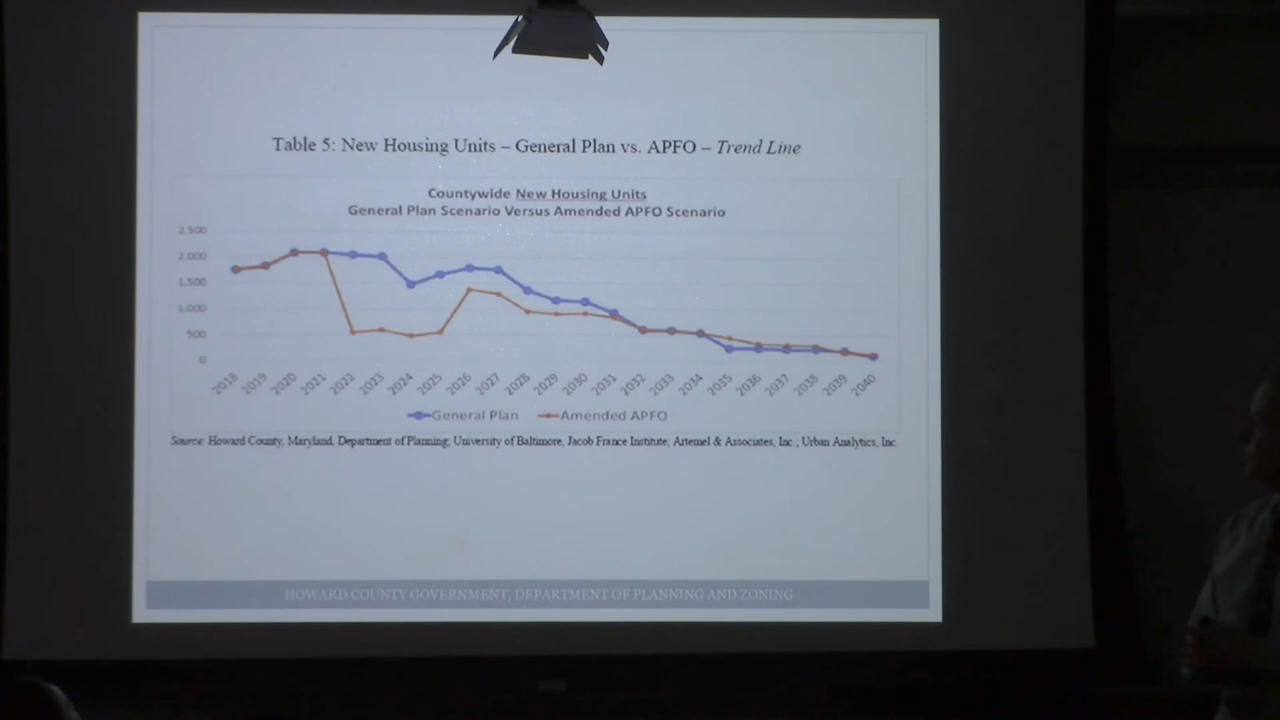 Table 5: New Housing Units – General Plan vs. APFO – Trend Line
Countywide New Housing Units
General Plan Scenario Versus Amended APFO Scenario
2,500
2,000
1,500
1,000
500
0
2018 2019 2020 2021 2022 2023 2024 2025 2026 2027 2028 2029 2030 2031 2032 2033 2034 2035 2036 2037 2038 2039 2040
General Plan Amended APFO
Source: Howard County, Maryland, Department of Planning; University of Baltimore, Jacob France Institute; Artemel & Associates, Inc.; Urban Analytics, Inc.
HOWARD COUNTY GOVERNMENT, DEPARTMENT OF PLANNING AND ZONING